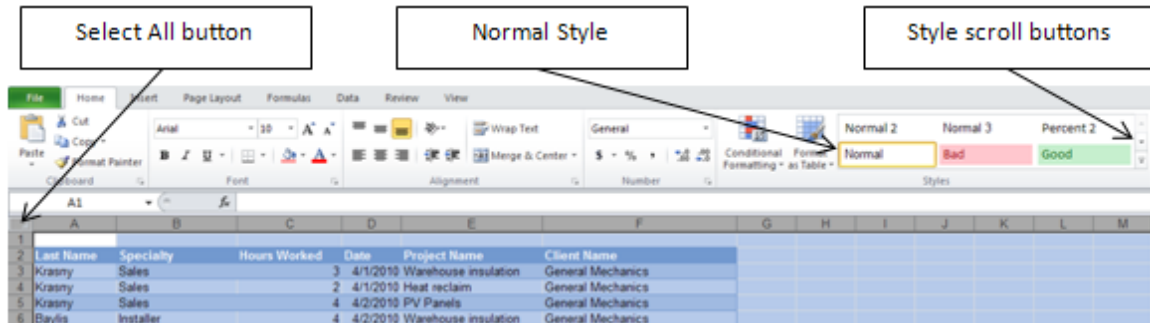 Select All button Normal Style Style scroll buttons
File Home Insert Page Layout Formulas Data Review View
Cut Arial 10 A A Wrap Text General Normal 2 Normal 3 Percent 2
Copy
Paste Format Painter B I U A Merge & Center $ % , Conditional Formatting Format as Table Normal Bad Good
Clipboard Font Alignment Number Styles
A1 fx
A B C D E F G H I J K L M
1
2 Last Name Specialty Hours Worked Date Project Name Client Name
3 Krasny Sales 3 4/1/2010 Warehouse insulation General Mechanics
4 Krasny Sales 2 4/1/2010 Heat reclaim General Mechanics
5 Krasny Sales 4 4/2/2010 PV Panels General Mechanics
6 Baylis Installer 4 4/2/2010 Warehouse insulation General Mechanics